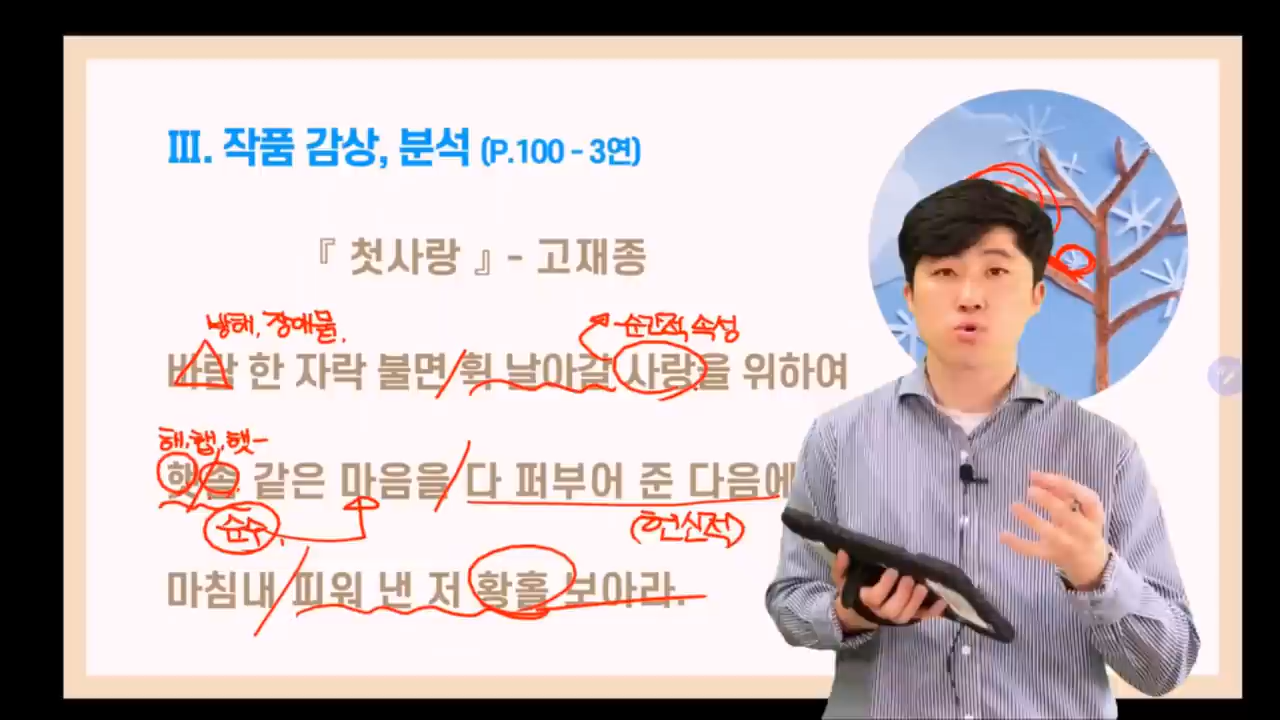 Ⅲ. 작품 감상, 분석 (P.100 - 3연)
『 첫사랑 』 - 고재종
방해, 장애물.
순간적 속성
바람 한 자락 불면 휙 날아갈 사랑을 위하여
해, 햅, 햇-
햇솜 같은 마음을 다 퍼부어 준 다음에
순수
(헌신적)
마침내 피워 낸 저 황홀 보아라.